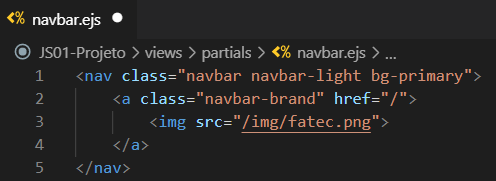 navbar.ejs
JS01-Projeto > views > partials > navbar.ejs > ...
1 <nav class="navbar navbar-light bg-primary">
2     <a class="navbar-brand" href="/">
3         <img src="/img/fatec.png">
4     </a>
5 </nav>